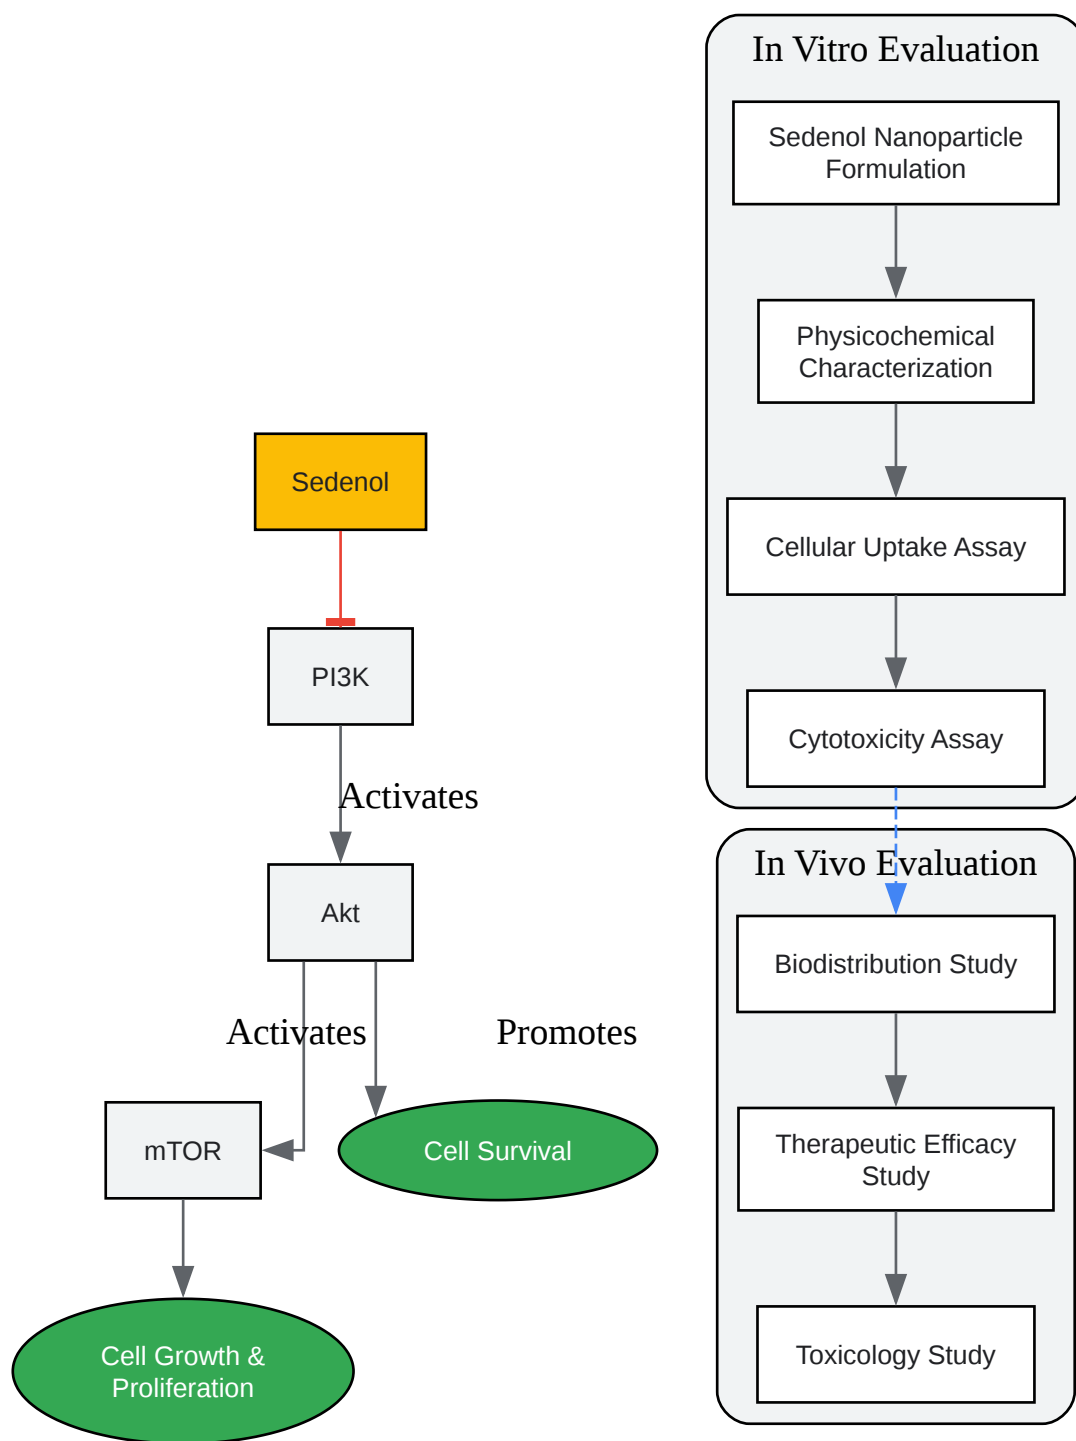 Sedenol
PI3K
Activates
Akt
Activates
Promotes
mTOR
Cell Survival
Cell Growth &
Proliferation
In Vitro Evaluation
Sedenol Nanoparticle
Formulation
Physicochemical
Characterization
Cellular Uptake Assay
Cytotoxicity Assay
In Vivo Evaluation
Biodistribution Study
Therapeutic Efficacy
Study
Toxicology Study